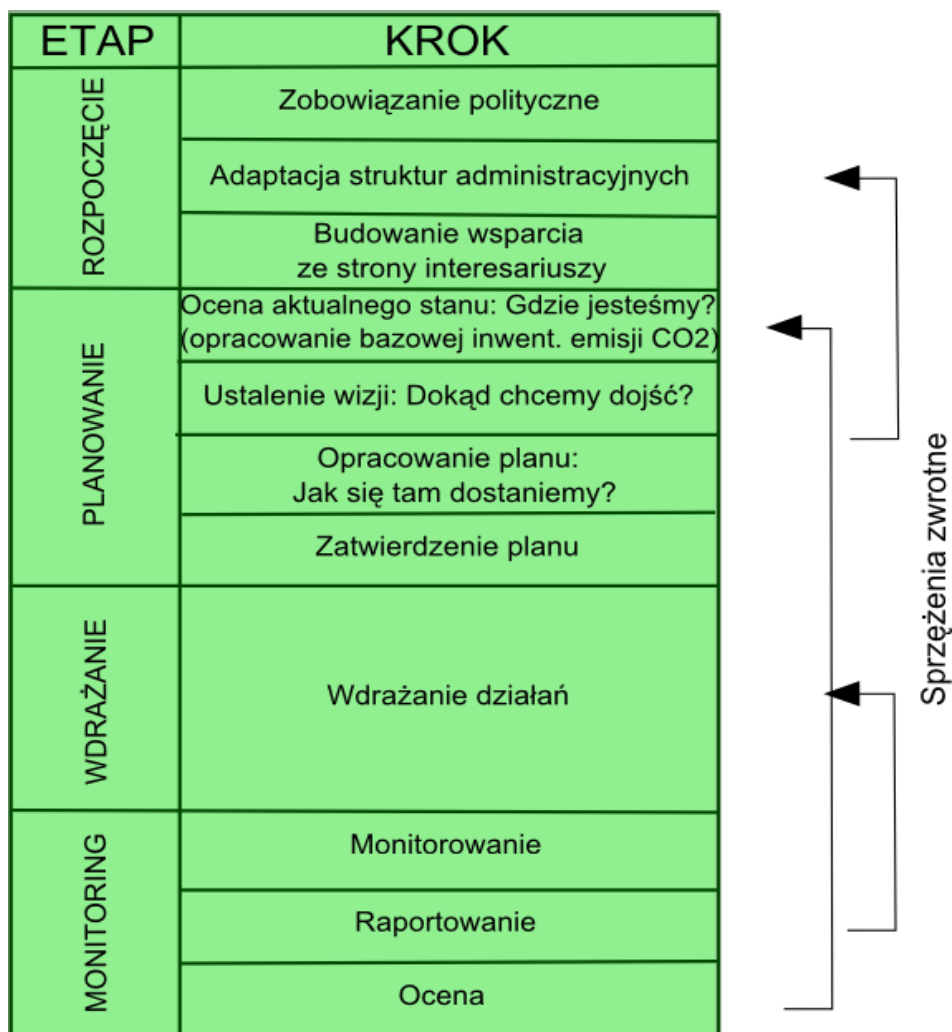 ETAP
KROK
ROZPOCZĘCIE
Zobowiązanie polityczne
Adaptacja struktur administracyjnych
Budowanie wsparcia
ze strony interesariuszy
PLANOWANIE
Ocena aktualnego stanu: Gdzie jesteśmy?
(opracowanie bazowej inwent. emisji CO2)
Ustalenie wizji: Dokąd chcemy dojść?
Opracowanie planu:
Jak się tam dostaniemy?
Zatwierdzenie planu
WDRAŻANIE
Wdrażanie działań
MONITORING
Monitorowanie
Raportowanie
Ocena
Sprzężenia zwrotne